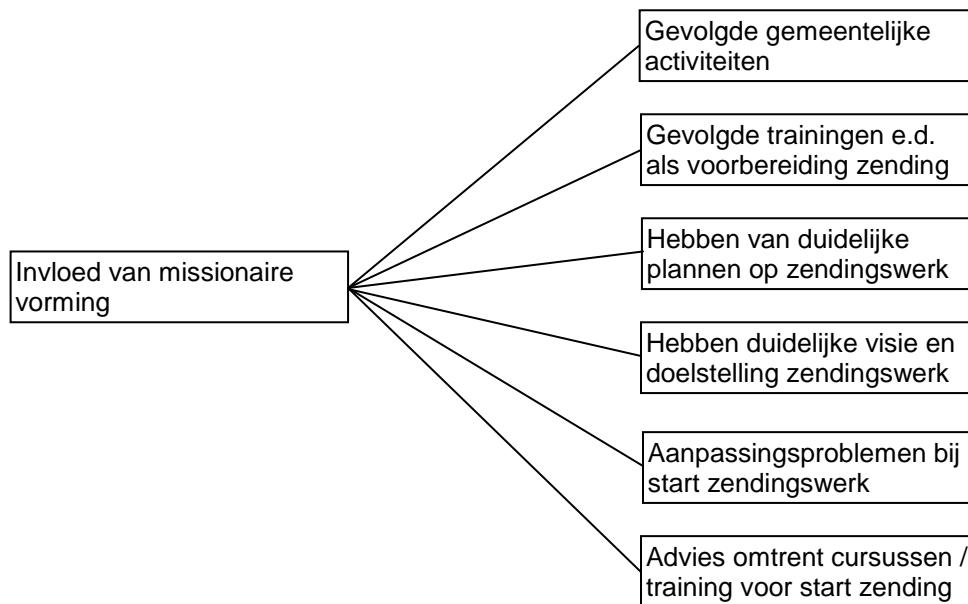 Gevolgde gemeentelijke
activiteiten
Gevolgde trainingen e.d.
als voorbereiding zending
Invloed van missionaire
vorming
Hebben van duidelijke
plannen op zendingswerk
Hebben duidelijke visie en
doelstelling zendingswerk
Aanpassingsproblemen bij
start zendingswerk
Advies omtrent cursussen /
training voor start zending